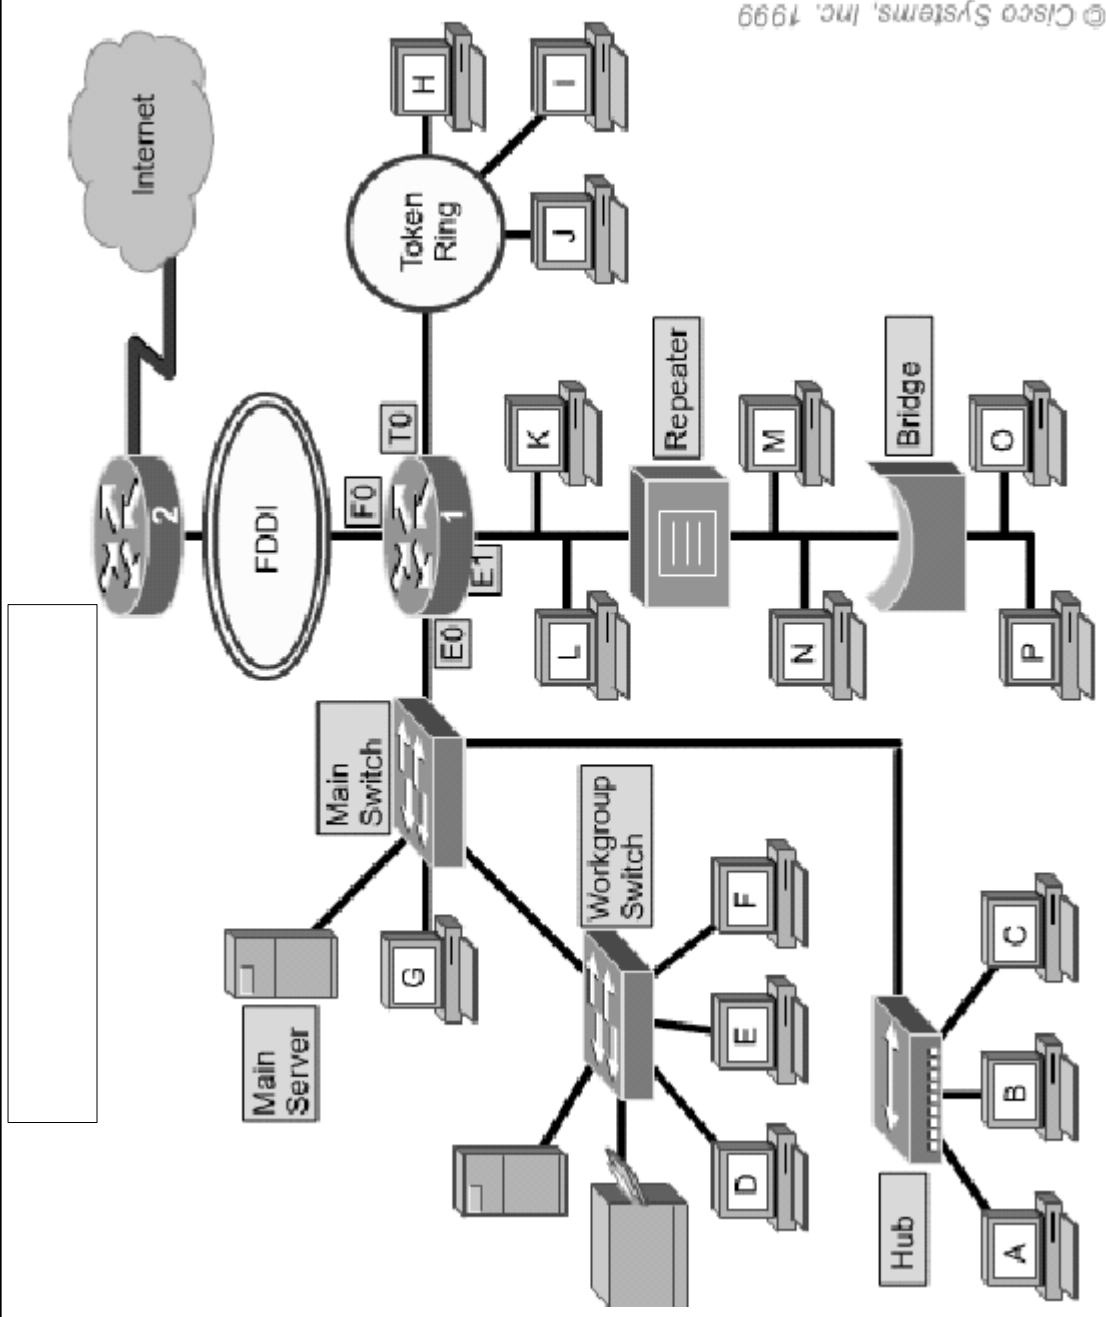 © Cisco Systems, Inc. 1999
Internet
H
I
J
Token
Ring
2
FDDI
F0
T0
1
E1
E0
K
L
Repeater
M
N
Bridge
O
P
Main
Switch
Main
Server
G
Workgroup
Switch
F
E
D
C
B
A
Hub